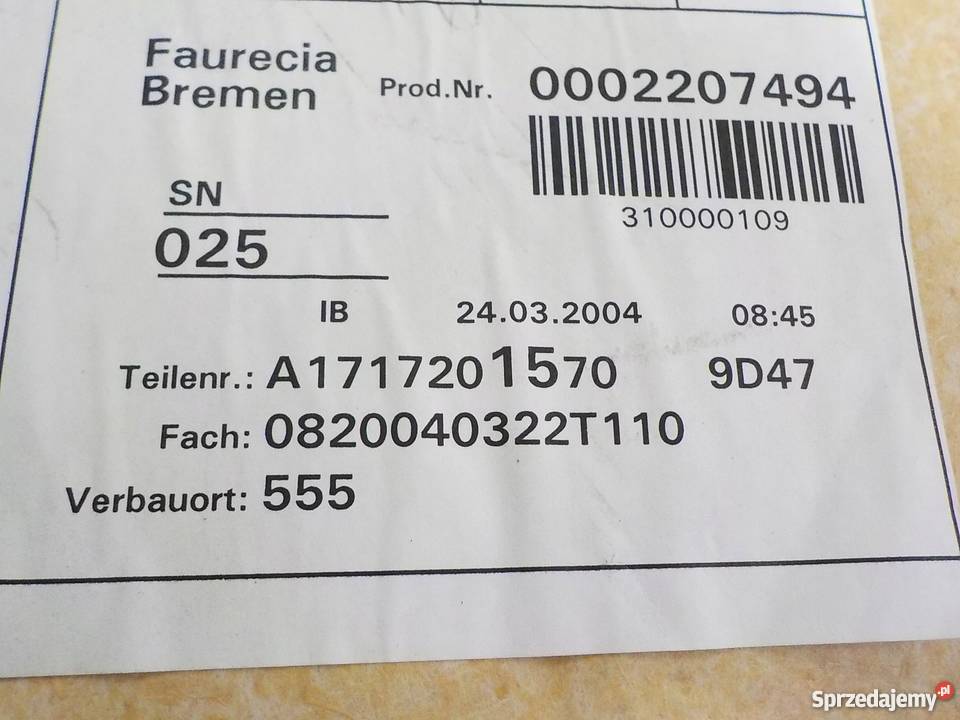 Faurecia
Bremen Prod.Nr. 0002207494
310000109
SN
025
IB 24.03.2004 08:45
Teilenr.: A1717201570 9D47
Fach: 0820040322T110
Verbauort: 555
Sprzedajemy.pl